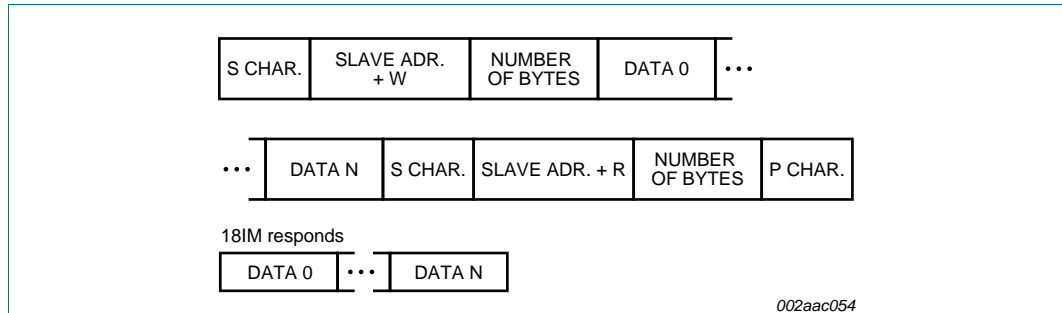 S CHAR. SLAVE ADR. + W NUMBER OF BYTES DATA 0 •••
••• DATA N S CHAR. SLAVE ADR. + R NUMBER OF BYTES P CHAR.
18IM responds
DATA 0 ••• DATA N
002aac054